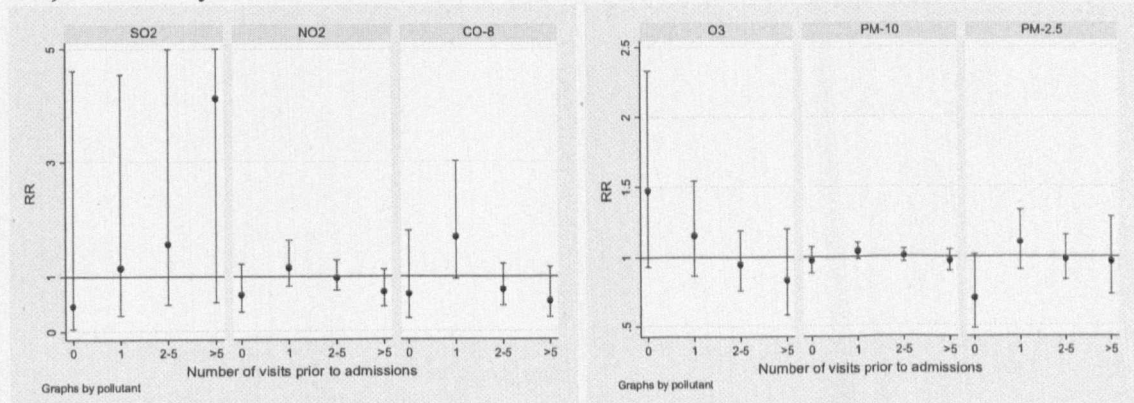 SO2 NO2 CO-8
5
3
1
0
RR
0 1 2-5 >5 0 1 2-5 >5 0 1 2-5 >5
Number of visits prior to admissions
Graphs by pollutant
O3 PM-10 PM-2.5
2.5
2
1.5
1
.5
RR
0 1 2-5 >5 0 1 2-5 >5 0 1 2-5 >5
Number of visits prior to admissions
Graphs by pollutant